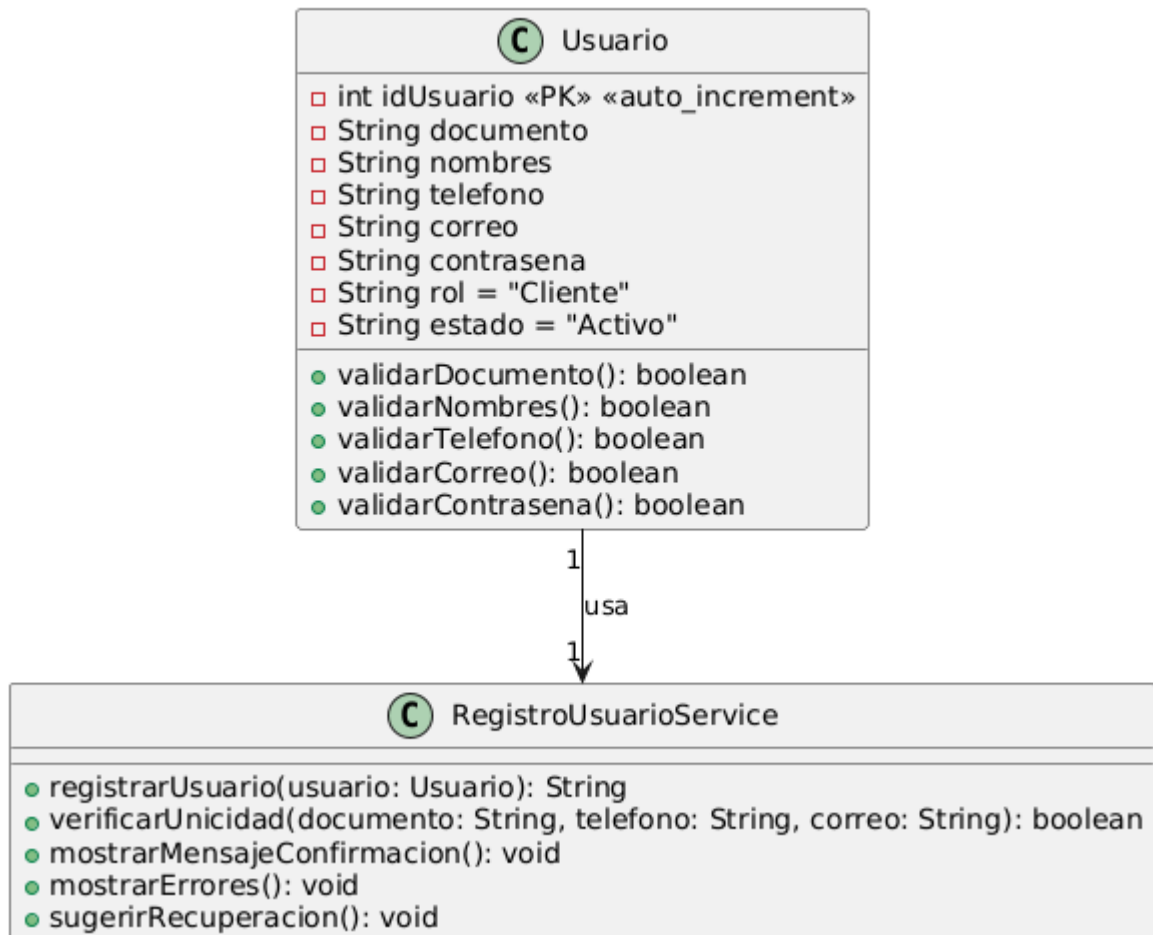 C Usuario
int idUsuario «PK» «auto_increment»
String documento
String nombres
String telefono
String correo
String contrasena
String rol = "Cliente"
String estado = "Activo"
validarDocumento(): boolean
validarNombres(): boolean
validarTelefono(): boolean
validarCorreo(): boolean
validarContrasena(): boolean
1
usa
1
C RegistroUsuarioService
registrarUsuario(usuario: Usuario): String
verificarUnicidad(documento: String, telefono: String, correo: String): boolean
mostrarMensajeConfirmacion(): void
mostrarErrores(): void
sugerirRecuperacion(): void